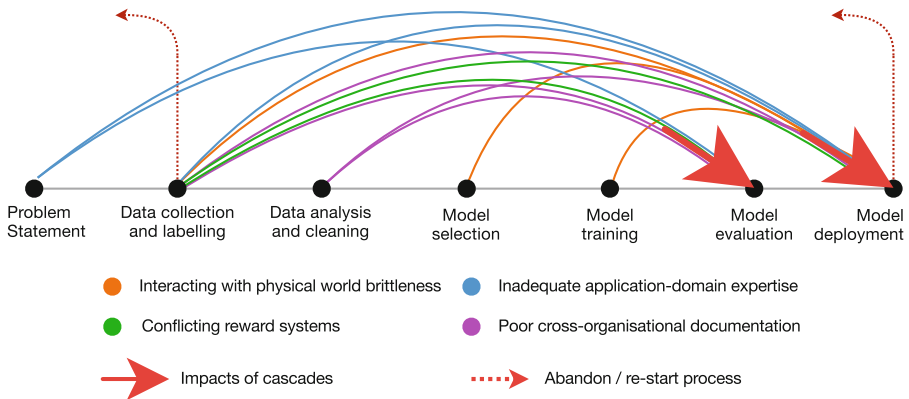 Problem
Statement
Data collection
and labelling
Data analysis
and cleaning
Model
selection
Model
training
Model
evaluation
Model
deployment
Interacting with physical world brittleness
Inadequate application-domain expertise
Conflicting reward systems
Poor cross-organisational documentation
Impacts of cascades
Abandon / re-start process